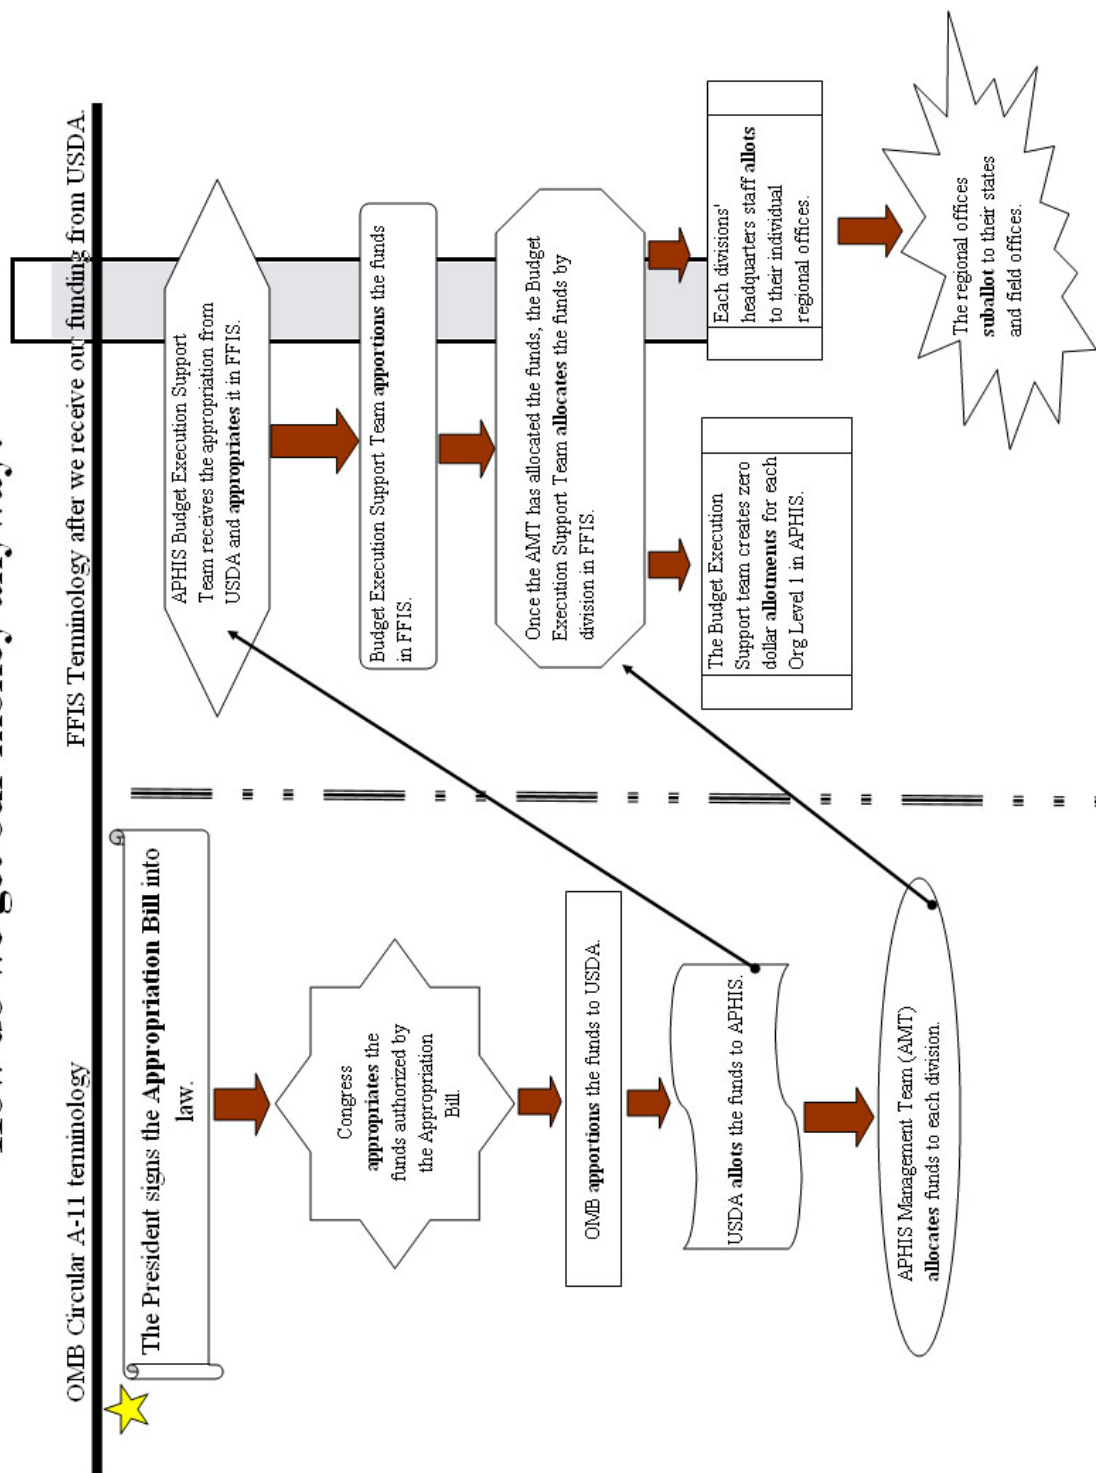 How do we get our money anyway?
OMB Circular A-11 terminology
The President signs the Appropriation Bill into
law.
Congress
appropriates the
funds authorized by
the Appropriation
Bill.
OMB apportions the funds to USDA.
USDA allots the funds to APHIS.
APHIS Management Team (AMT)
allocates funds to each division.
FFIS Terminology after we receive our funding from USDA.
APHIS Budget Execution Support
Team receives the appropriation from
USDA and appropriates it in FFIS.
Budget Execution Support Team apportions the funds
in FFIS.
Once the AMT has allocated the funds, the Budget
Execution Support Team allocates the funds by
division in FFIS.
The Budget Execution
Support team creates zero
dollar allotments for each
Org Level 1 in APHIS.
Each divisions'
headquarters staff allots
to their individual
regional offices.
The regional offices
suballot to their states
and field offices.